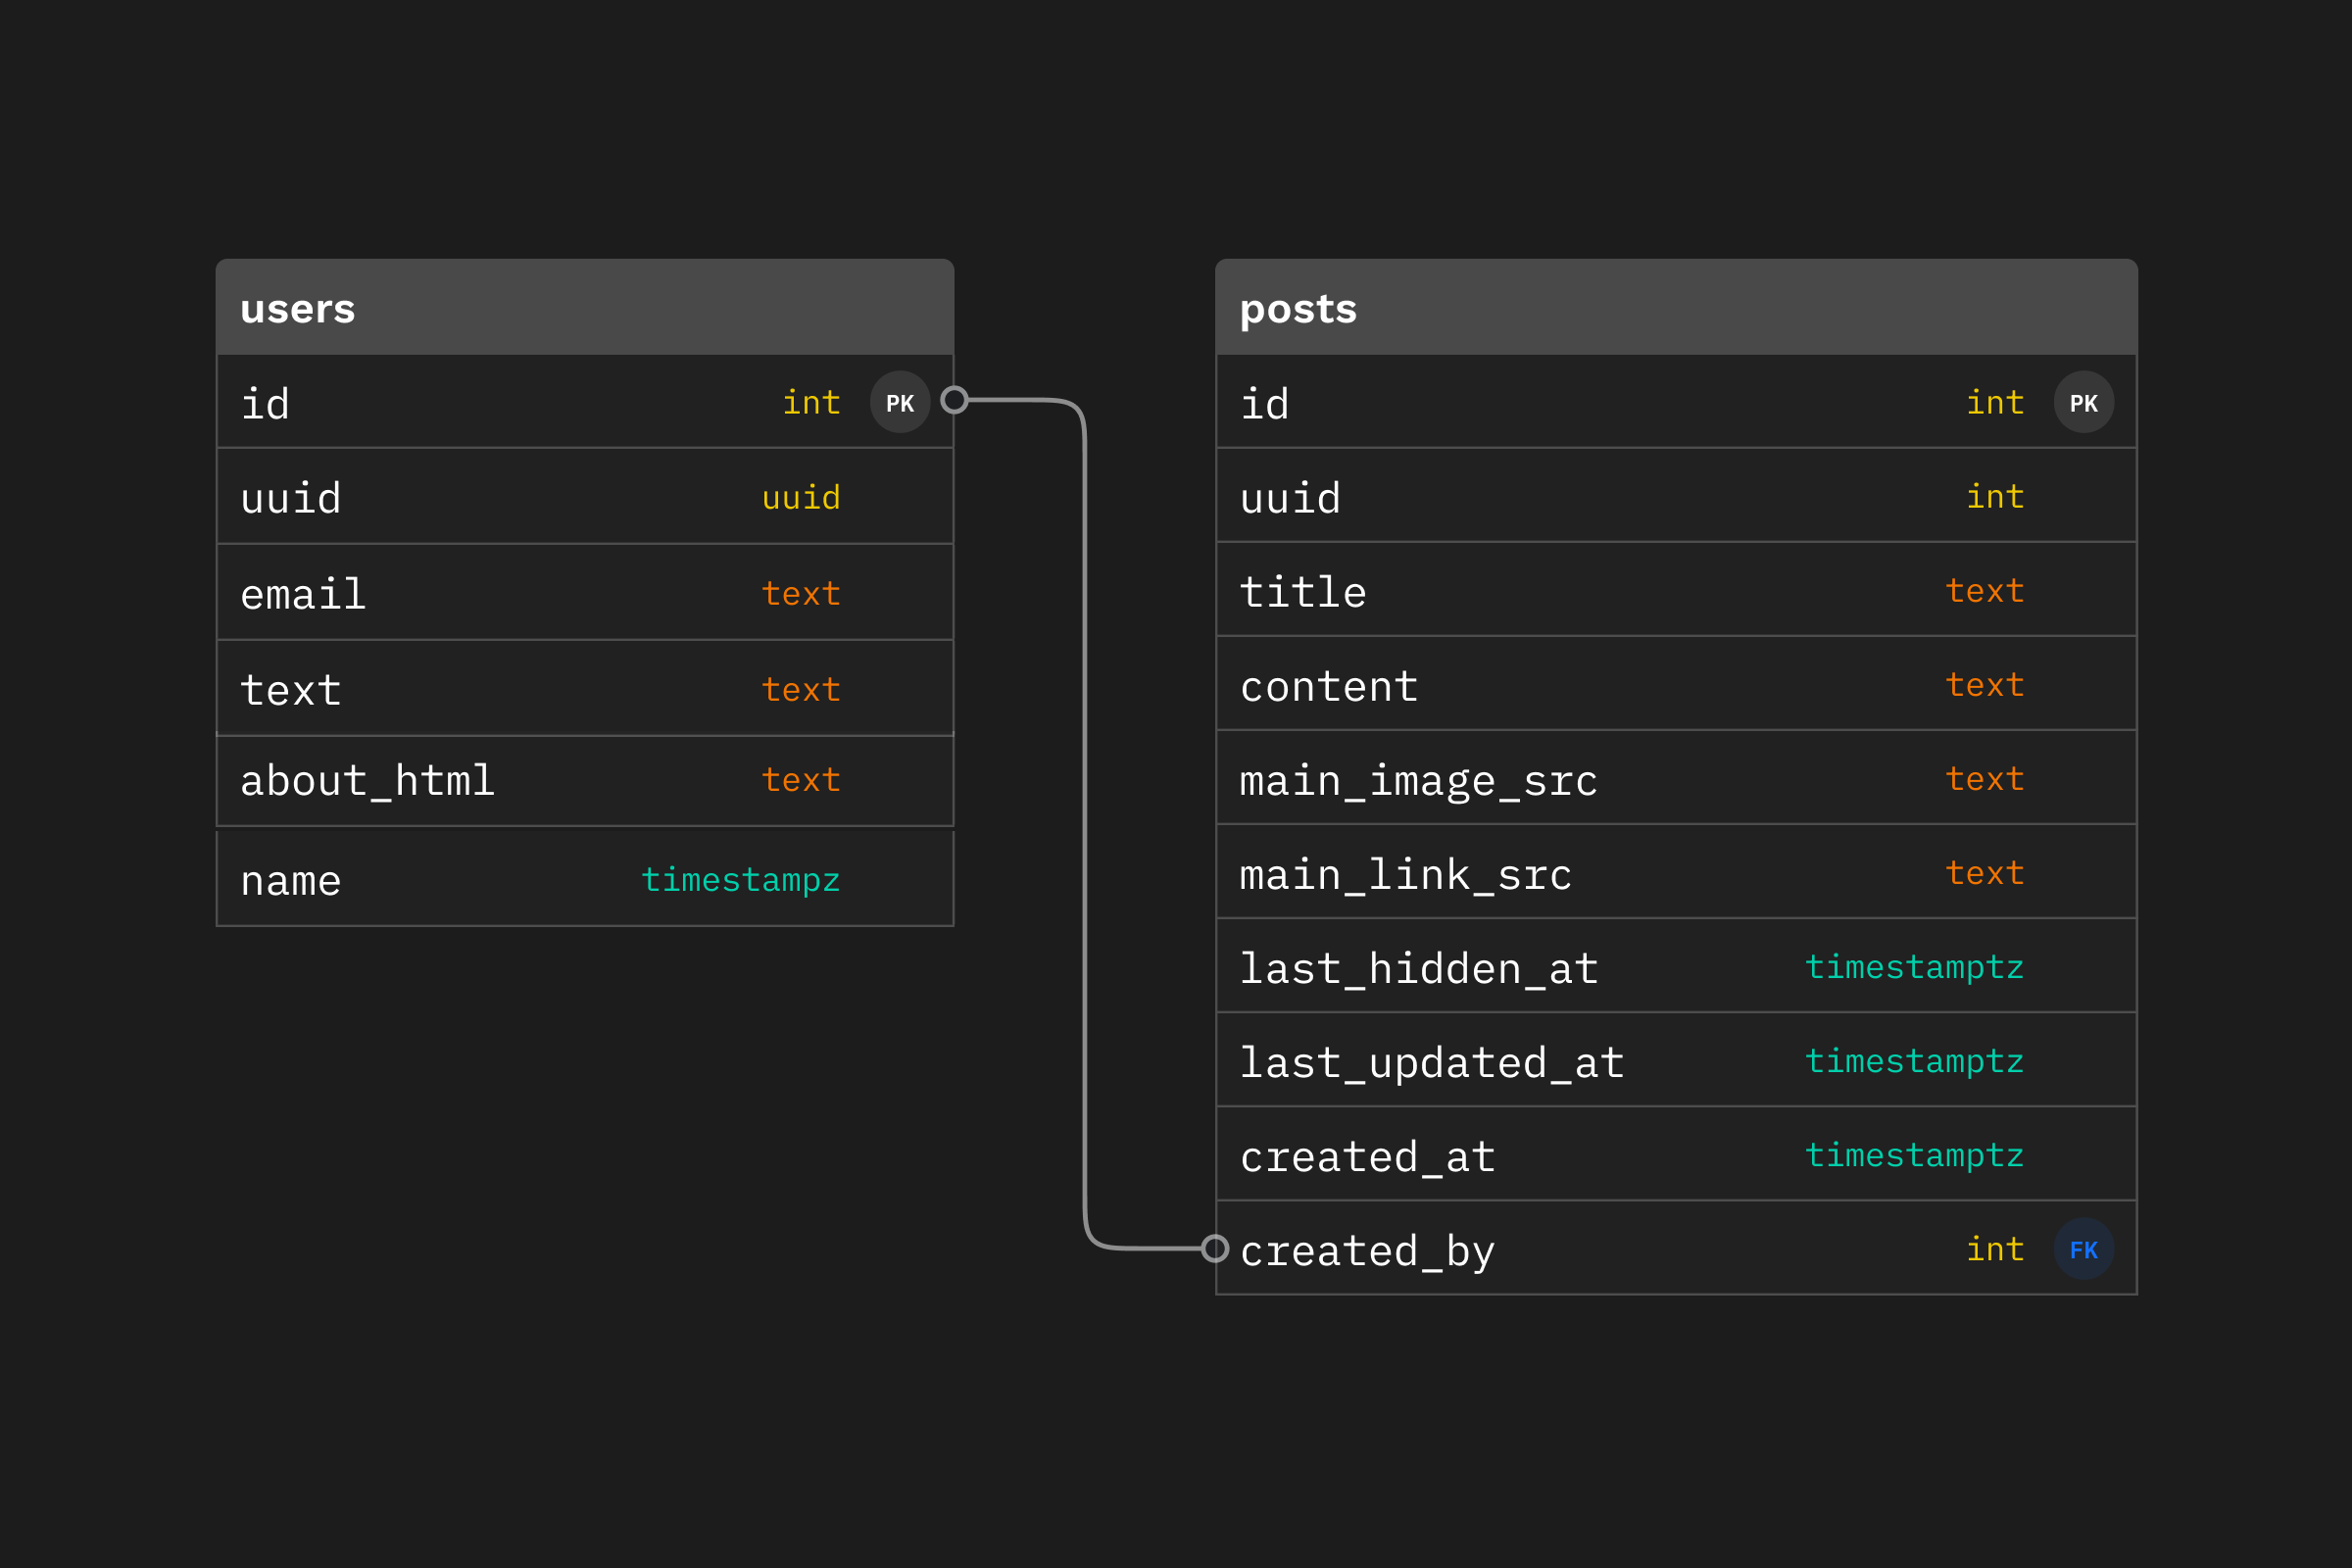 users
id int PK
uuid uuid
email text
text text
about_html text
name timestampz
posts
id int PK
uuid int
title text
content text
main_image_src text
main_link_src text
last_hidden_at timestamptz
last_updated_at timestamptz
created_at timestamptz
created_by int FK